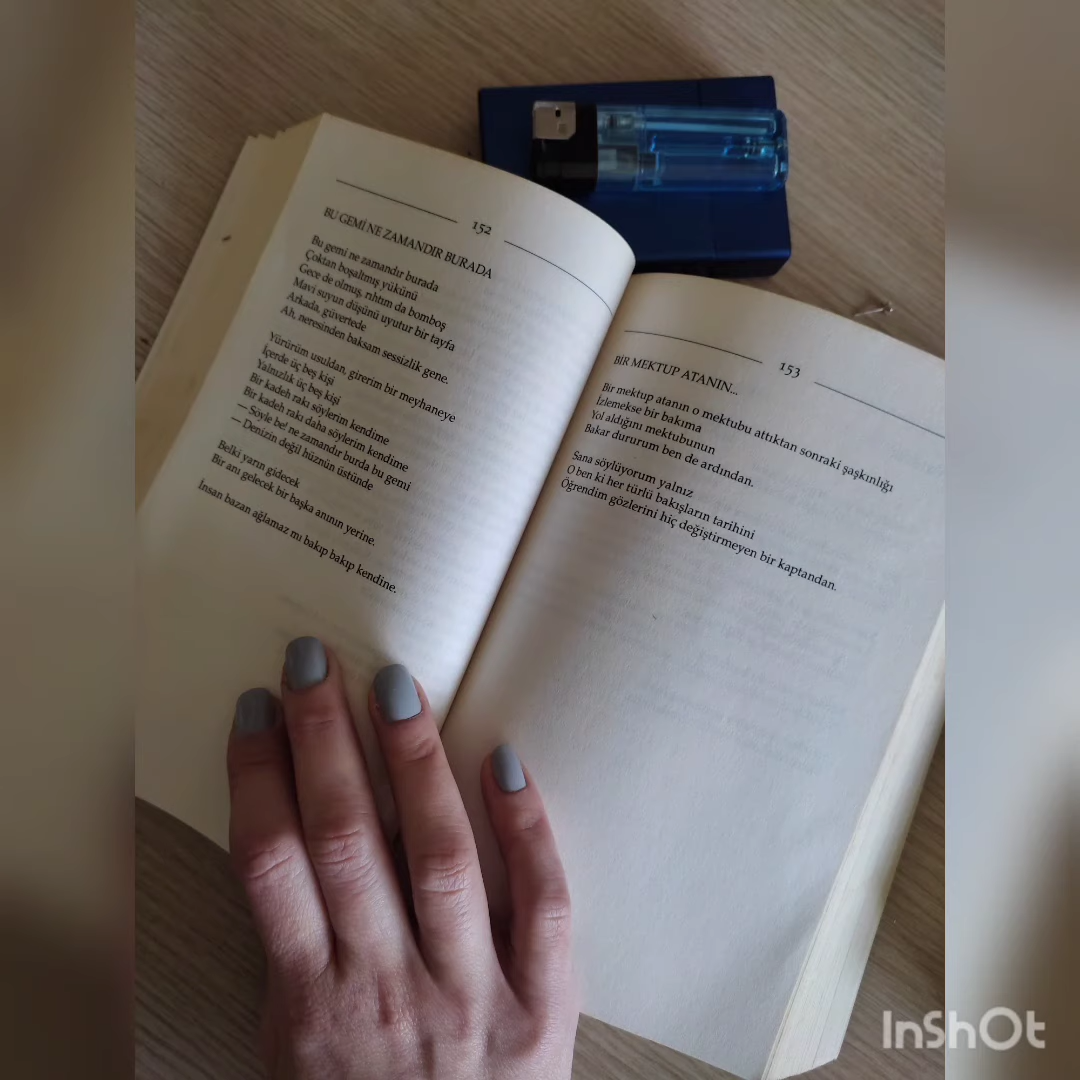 152
BU GEMİ NE ZAMANDIR BURADA
Bu gemi ne zamandır burada
Çoktan boşaltmış yükünü
Gece de olmuş, rıhtım da bomboş
Mavi suyun düşünü uyutur bir tayfa
Arkada, güvertede
Ah, neresinden baksam sessizlik gene.
Yürürüm usuldan, girerim bir meyhaneye
İçerde üç beş kişi
Yalnızlık üç beş kişi
Bir kadeh rakı söylerim kendime
Bir kadeh rakı daha söylerim kendime
— Söyle be! ne zamandır burda bu gemi
— Denizin değil hüznün üstünde
Belki yarın gidecek
Bir anı gelecek bir başka anının yerine.
İnsan bazan ağlamaz mı bakıp bakıp kendine.
153
BİR MEKTUP ATANIN...
Bir mektup atanın o mektubu attıktan sonraki şaşkınlığı
İzlemekse bir bakıma
Yol aldığını mektubunun
Bakar dururum ben de ardından.
Sana söylüyorum yalnız
O ben ki her türlü bakışların tarihini
Öğrendim gözlerini hiç değiştirmeyen bir kaptandan.
InShOt